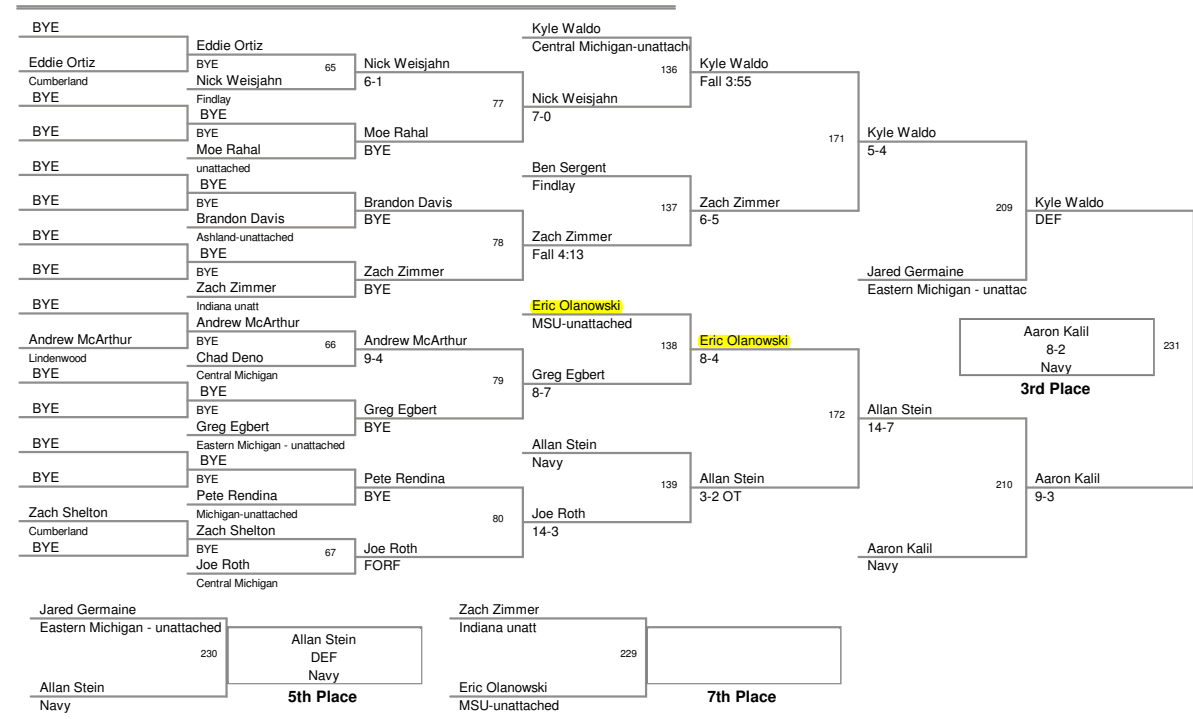 BYE
Eddie Ortiz
Cumberland
BYE
BYE
BYE
BYE
BYE
BYE
BYE
Andrew McArthur
Lindenwood
BYE
BYE
BYE
BYE
Zach Shelton
Cumberland
BYE
Eddie Ortiz
BYE
65
Nick Weisjahn
Findlay
BYE
BYE
Moe Rahal
unattached
BYE
BYE
Brandon Davis
Ashland-unattached
BYE
BYE
Zach Zimmer
Indiana unatt
Andrew McArthur
BYE
66
Chad Deno
Central Michigan
BYE
BYE
Greg Egbert
Eastern Michigan - unattached
BYE
BYE
Pete Rendina
Michigan-unattached
Zach Shelton
BYE
67
Joe Roth
Central Michigan
Nick Weisjahn
6-1
77
Moe Rahal
BYE
Brandon Davis
BYE
78
Zach Zimmer
BYE
Andrew McArthur
9-4
79
Greg Egbert
BYE
Pete Rendina
BYE
80
Joe Roth
FORF
Kyle Waldo
Central Michigan-unattach
136
Nick Weisjahn
7-0
Ben Sergent
Findlay
137
Zach Zimmer
Fall 4:13
Eric Olanowski
MSU-unattached
138
Greg Egbert
8-7
Allan Stein
Navy
139
Joe Roth
14-3
Kyle Waldo
Fall 3:55
171
Zach Zimmer
6-5
Eric Olanowski
8-4
172
Allan Stein
3-2 OT
Kyle Waldo
5-4
209
Jared Germaine
Eastern Michigan - unattac
Allan Stein
14-7
210
Aaron Kalil
Navy
Kyle Waldo
DEF
Aaron Kalil
9-3
Aaron Kalil
8-2
Navy
231
3rd Place
Jared Germaine
Eastern Michigan - unattached
230
Allan Stein
Navy
Allan Stein
DEF
Navy
5th Place
Zach Zimmer
Indiana unatt
229
Eric Olanowski
MSU-unattached
7th Place